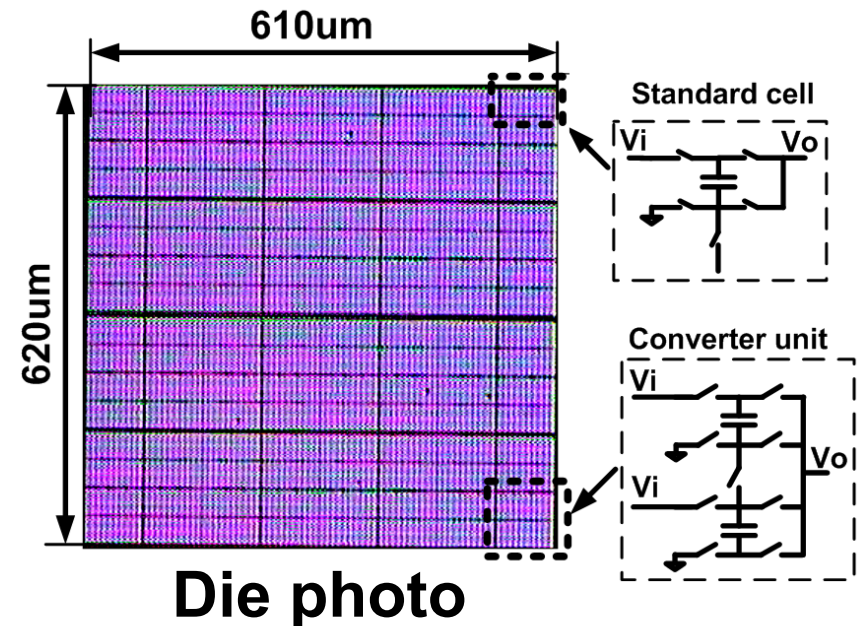 610um
620um
Standard cell
Vi
Vo
Converter unit
Vi
Vo
Vi
Die photo